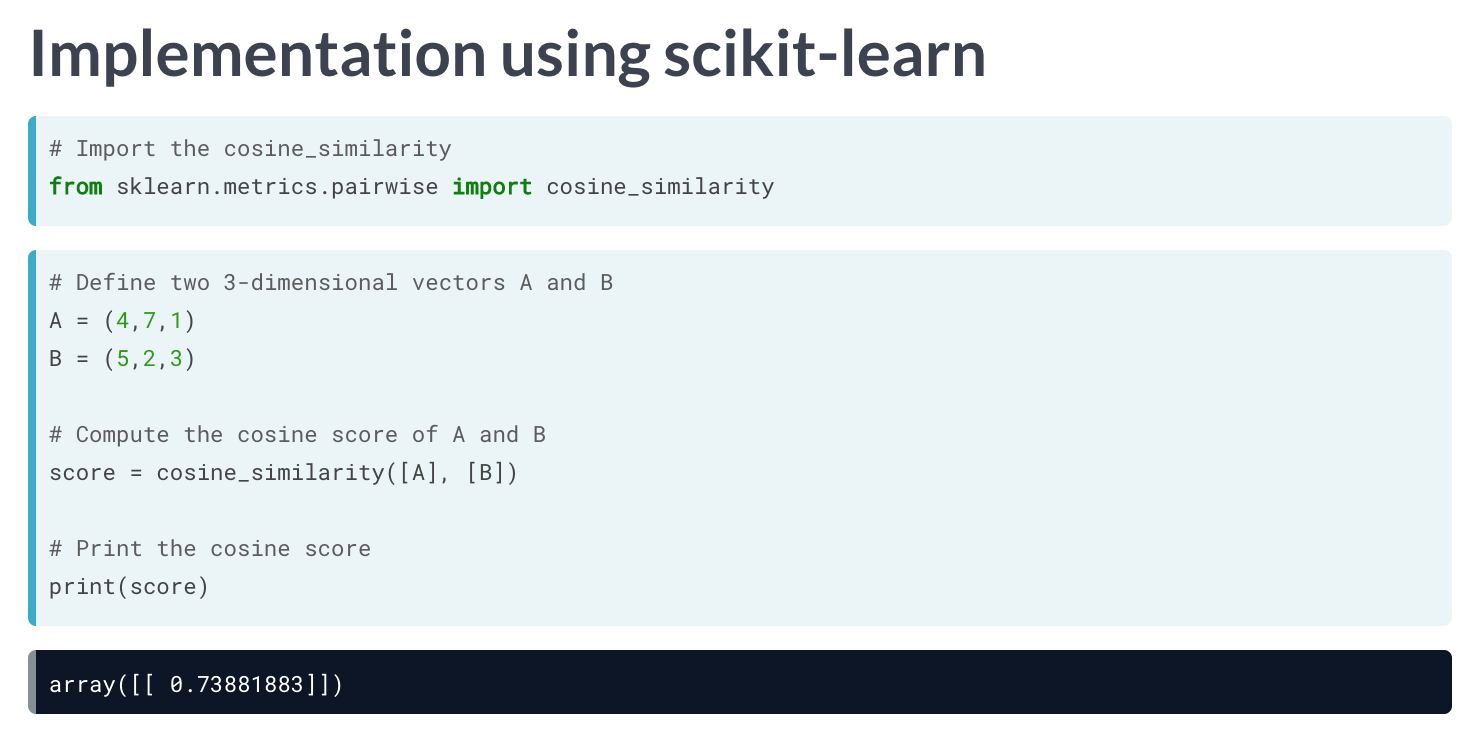 Implementation using scikit-learn
# Import the cosine_similarity
from sklearn.metrics.pairwise import cosine_similarity
# Define two 3-dimensional vectors A and B
A = (4,7,1)
B = (5,2,3)
# Compute the cosine score of A and B
score = cosine_similarity([A], [B])
# Print the cosine score
print(score)
array([[ 0.73881883]])